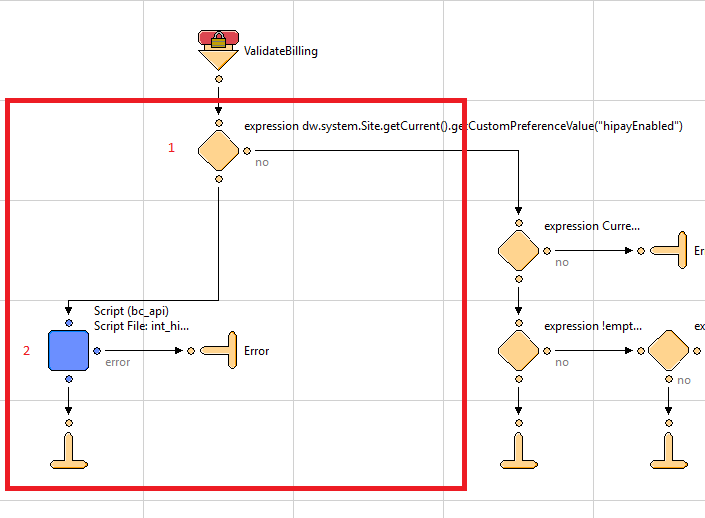 ValidateBilling
expression dw.system.Site.getCurrent().getCustomPreferenceValue("hipayEnabled")
1
no
expression Curre...
Er
no
Script (bc_api)
Script File: int_hi...
expression !empt...
ex
2
Error
error
no
no